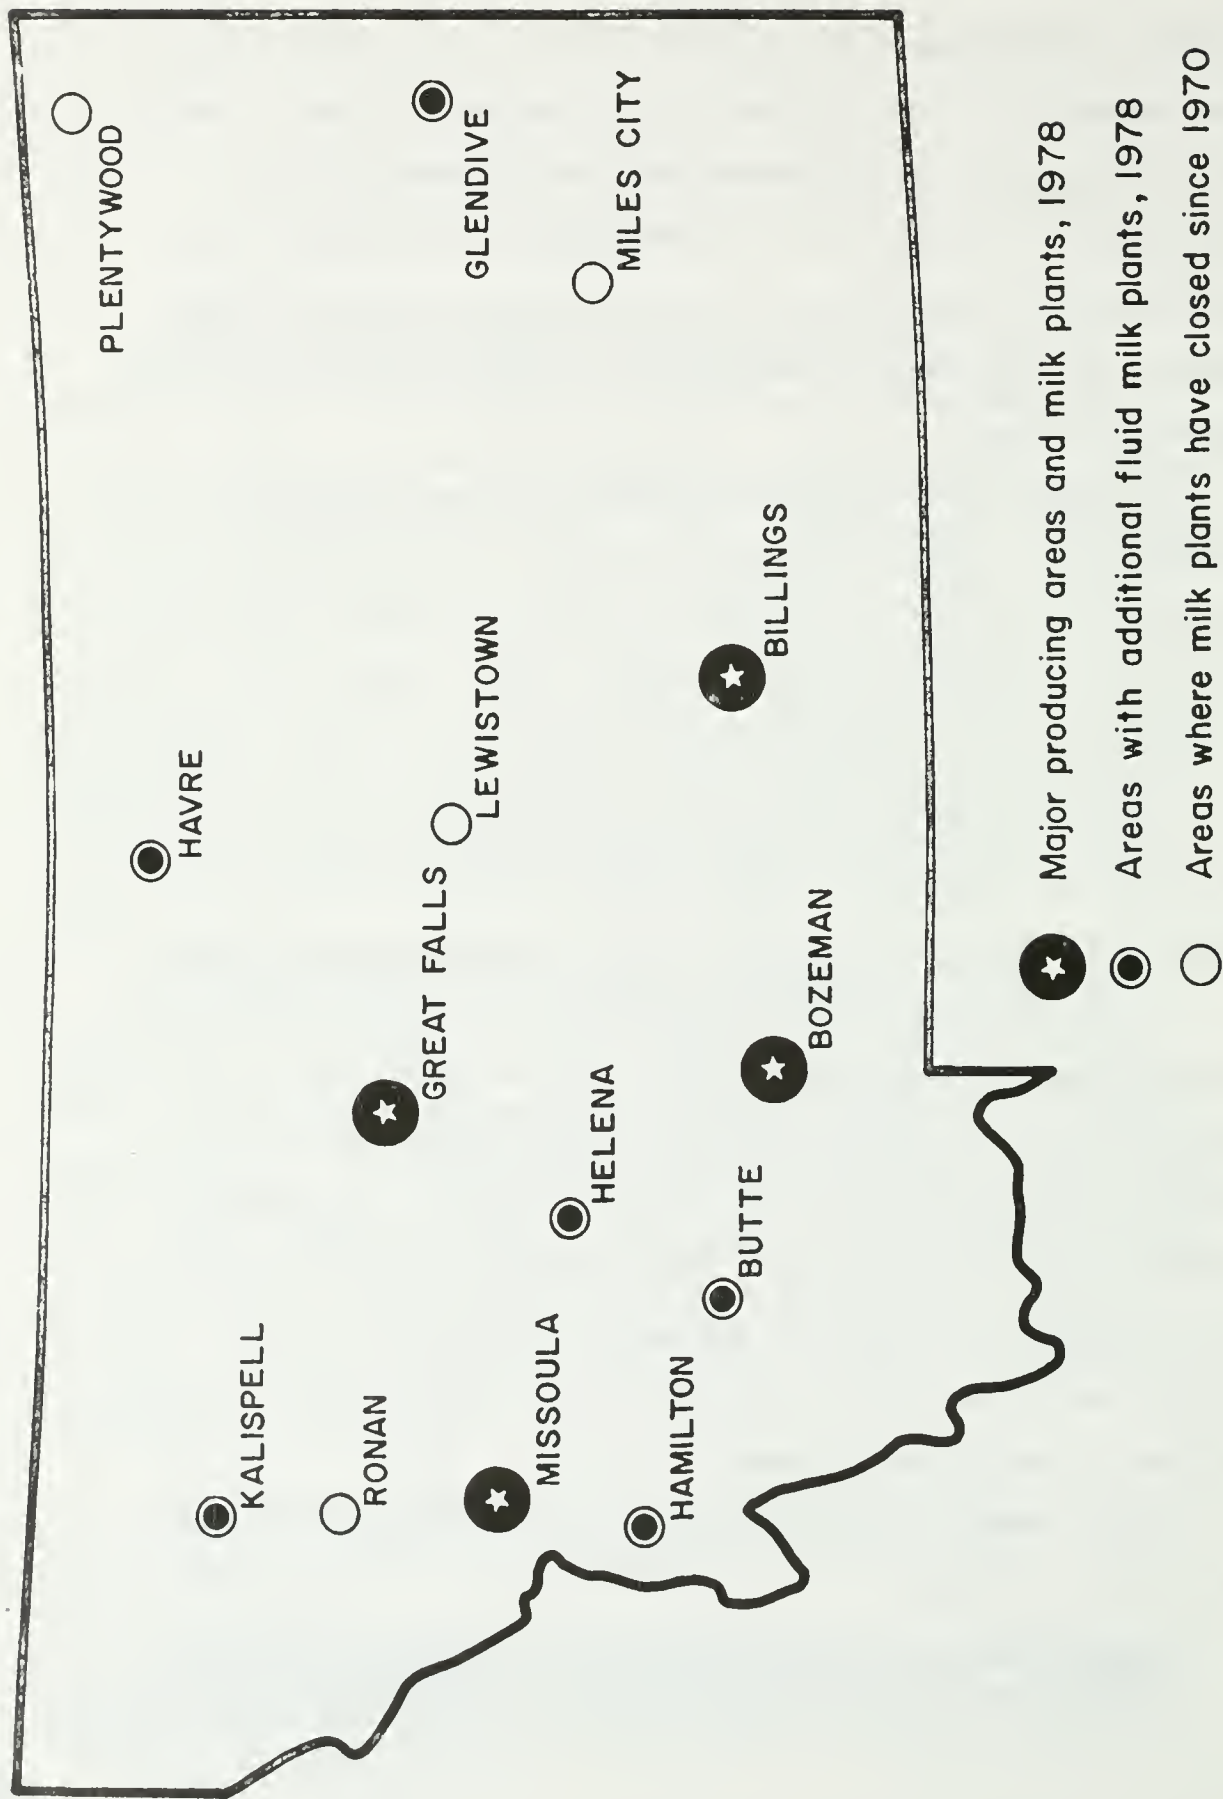 PLENTYWOOD
HAVRE
KALISPELL
RONAN
GREAT FALLS
LEWISTOWN
GLENDIVE
MILES CITY
MISSOULA
HELENA
HAMILTON
BUTTE
BILLINGS
BOZEMAN
Major producing areas and milk plants, 1978
Areas with additional fluid milk plants, 1978
Areas where milk plants have closed since 1970